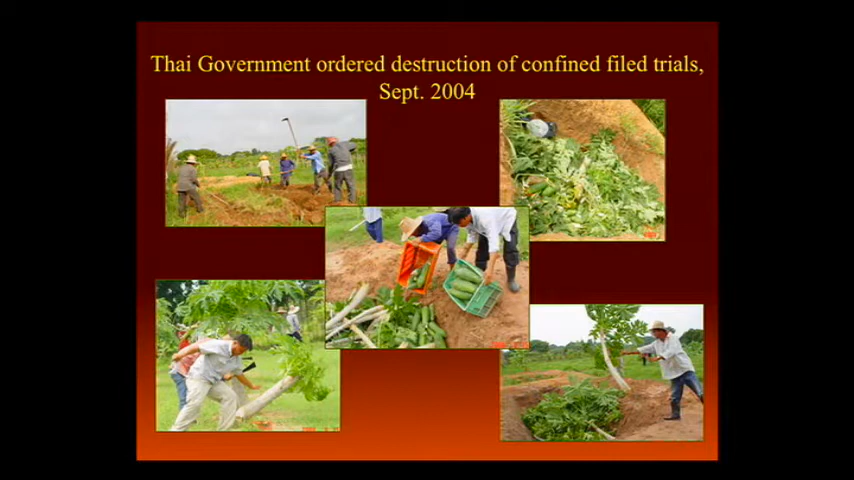 Thai Government ordered destruction of confined filed trials,
Sept. 2004